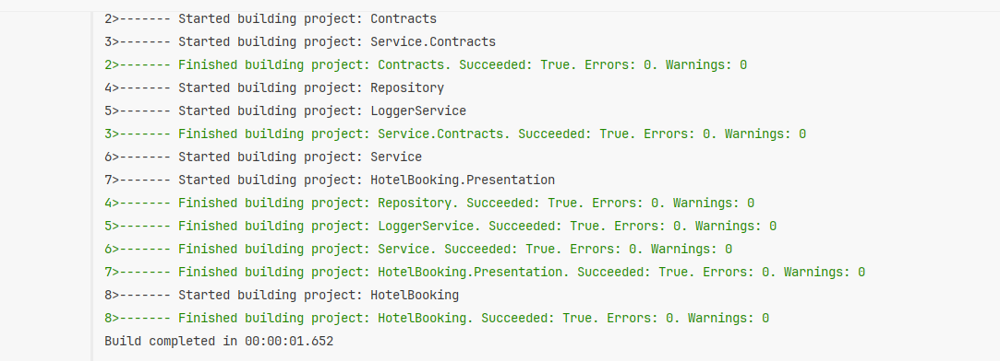 2>------- Started building project: Contracts
3>------- Started building project: Service.Contracts
2>------- Finished building project: Contracts. Succeeded: True. Errors: 0. Warnings: 0
4>------- Started building project: Repository
5>------- Started building project: LoggerService
3>------- Finished building project: Service.Contracts. Succeeded: True. Errors: 0. Warnings: 0
6>------- Started building project: Service
7>------- Started building project: HotelBooking.Presentation
4>------- Finished building project: Repository. Succeeded: True. Errors: 0. Warnings: 0
5>------- Finished building project: LoggerService. Succeeded: True. Errors: 0. Warnings: 0
6>------- Finished building project: Service. Succeeded: True. Errors: 0. Warnings: 0
7>------- Finished building project: HotelBooking.Presentation. Succeeded: True. Errors: 0. Warnings: 0
8>------- Started building project: HotelBooking
8>------- Finished building project: HotelBooking. Succeeded: True. Errors: 0. Warnings: 0
Build completed in 00:00:01.652